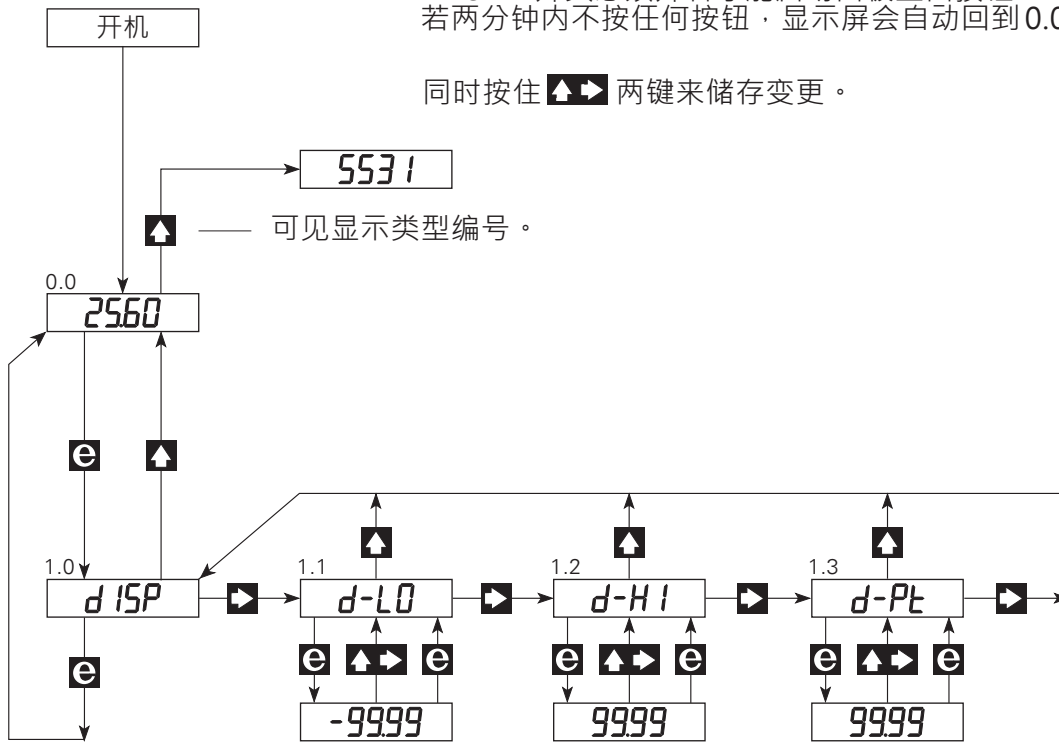 若两分钟内不按任何按钮，显示屏会自动回到 0.0
开机
同时按住 两键来储存变更。
5531
可见显示类型编号。
0.0
25.60
e
1.0
dISP
1.1
d-LO
1.2
d-HI
1.3
d-Pt
e
e
e
e
e
e
e
-99.99
99.99
99.99